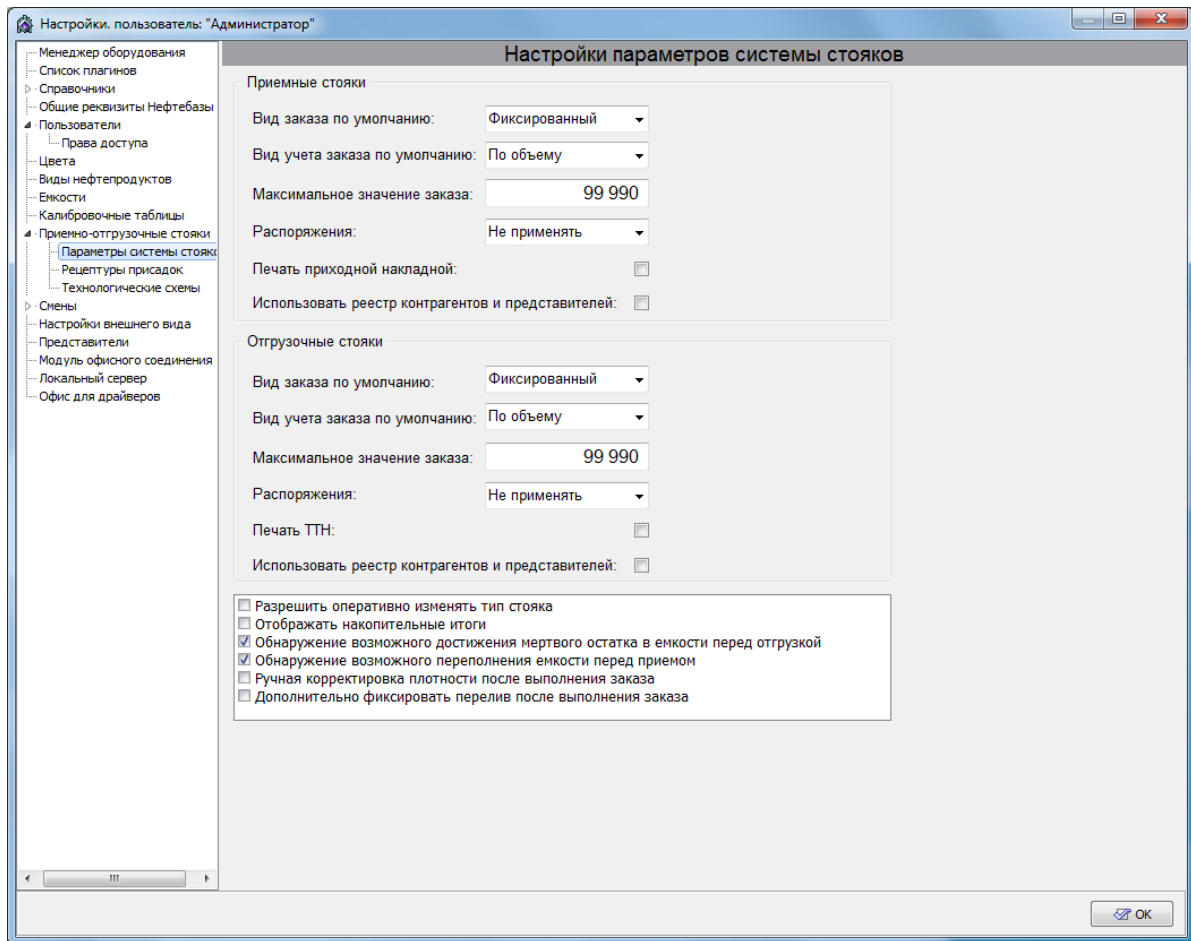 Настройки. пользователь: "Администратор"
Менеджер оборудования
Список плагинов
Справочники
Общие реквизиты Нефтебазы
Пользователи
Права доступа
Цвета
Виды нефтепродуктов
Емкости
Калибровочные таблицы
Приемно-отгрузочные стояки
Параметры системы стояко
Рецептуры присадок
Технологические схемы
Смены
Настройки внешнего вида
Представители
Модуль офисного соединения
Локальный сервер
Офис для драйверов
Настройки параметров системы стояков
Приемные стояки
Вид заказа по умолчанию: Фиксированный
Вид учета заказа по умолчанию: По объему
Максимальное значение заказа: 99 990
Распоряжения: Не применять
Печать приходной накладной:
Использовать реестр контрагентов и представителей:
Отгрузочные стояки
Вид заказа по умолчанию: Фиксированный
Вид учета заказа по умолчанию: По объему
Максимальное значение заказа: 99 990
Распоряжения: Не применять
Печать ТТН:
Использовать реестр контрагентов и представителей:
Разрешить оперативно изменять тип стояка
Отображать накопительные итоги
Обнаружение возможного достижения мертвого остатка в емкости перед отгрузкой
Обнаружение возможного переполнения емкости перед приемом
Ручная корректировка плотности после выполнения заказа
Дополнительно фиксировать перелив после выполнения заказа
OK